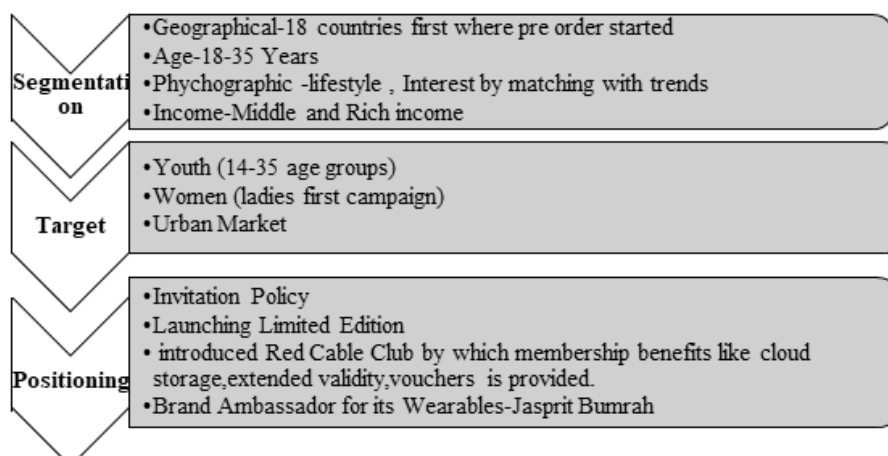 Segmentati
on
•Geographical-18 countries first where pre order started
•Age-18-35 Years
•Phychographic -lifestyle , Interest by matching with trends
•Income-Middle and Rich income
Target
•Youth (14-35 age groups)
•Women (ladies first campaign)
•Urban Market
Positioning
•Invitation Policy
•Launching Limited Edition
• introduced Red Cable Club by which membership benefits like cloud
storage,extended validity,vouchers is provided.
•Brand Ambassador for its Wearables-Jasprit Bumrah